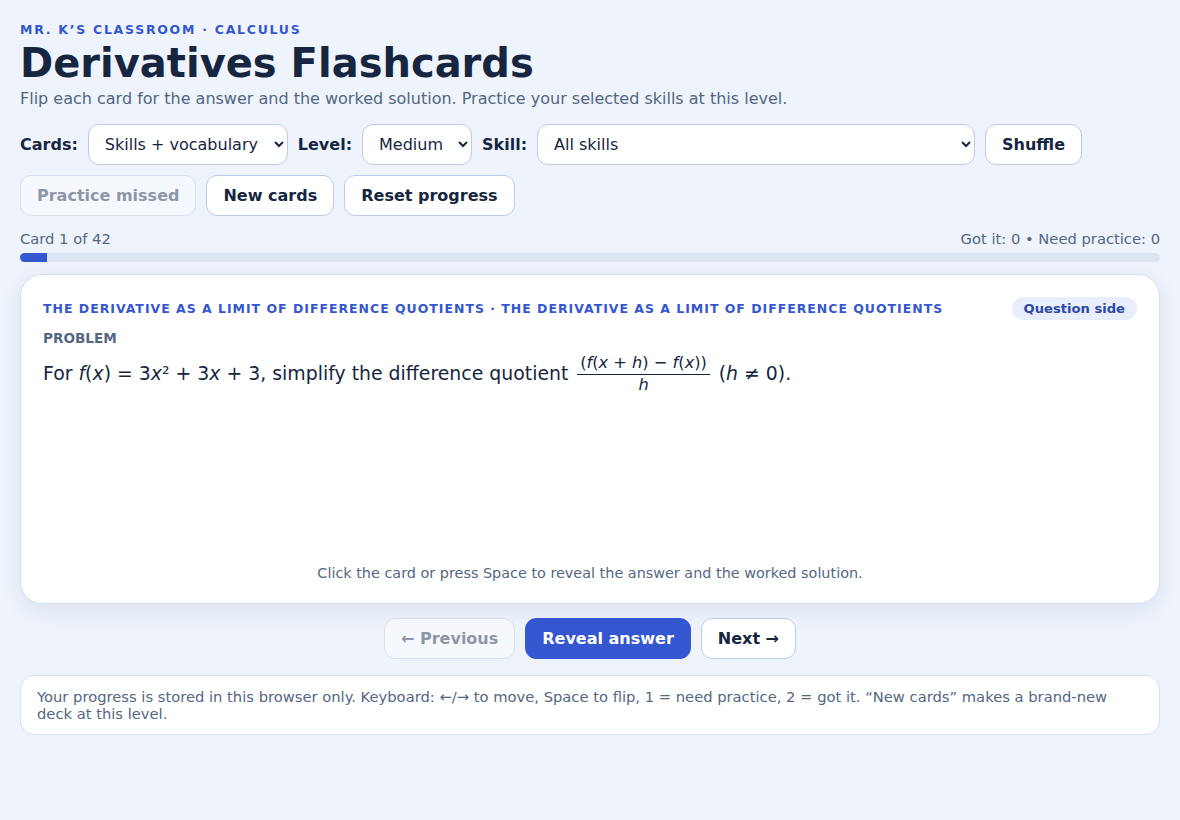 MR. K’S CLASSROOM · CALCULUS
Derivatives Flashcards
Flip each card for the answer and the worked solution. Practice your selected skills at this level.
Cards: Skills + vocabulary Level: Medium Skill: All skills Shuffle
Practice missed New cards Reset progress
Card 1 of 42 Got it: 0 • Need practice: 0
THE DERIVATIVE AS A LIMIT OF DIFFERENCE QUOTIENTS · THE DERIVATIVE AS A LIMIT OF DIFFERENCE QUOTIENTS Question side
PROBLEM
For f(x) = 3x² + 3x + 3, simplify the difference quotient (f(x + h) − f(x)) / h (h ≠ 0).
Click the card or press Space to reveal the answer and the worked solution.
← Previous Reveal answer Next →
Your progress is stored in this browser only. Keyboard: ←/→ to move, Space to flip, 1 = need practice, 2 = got it. “New cards” makes a brand-new
deck at this level.